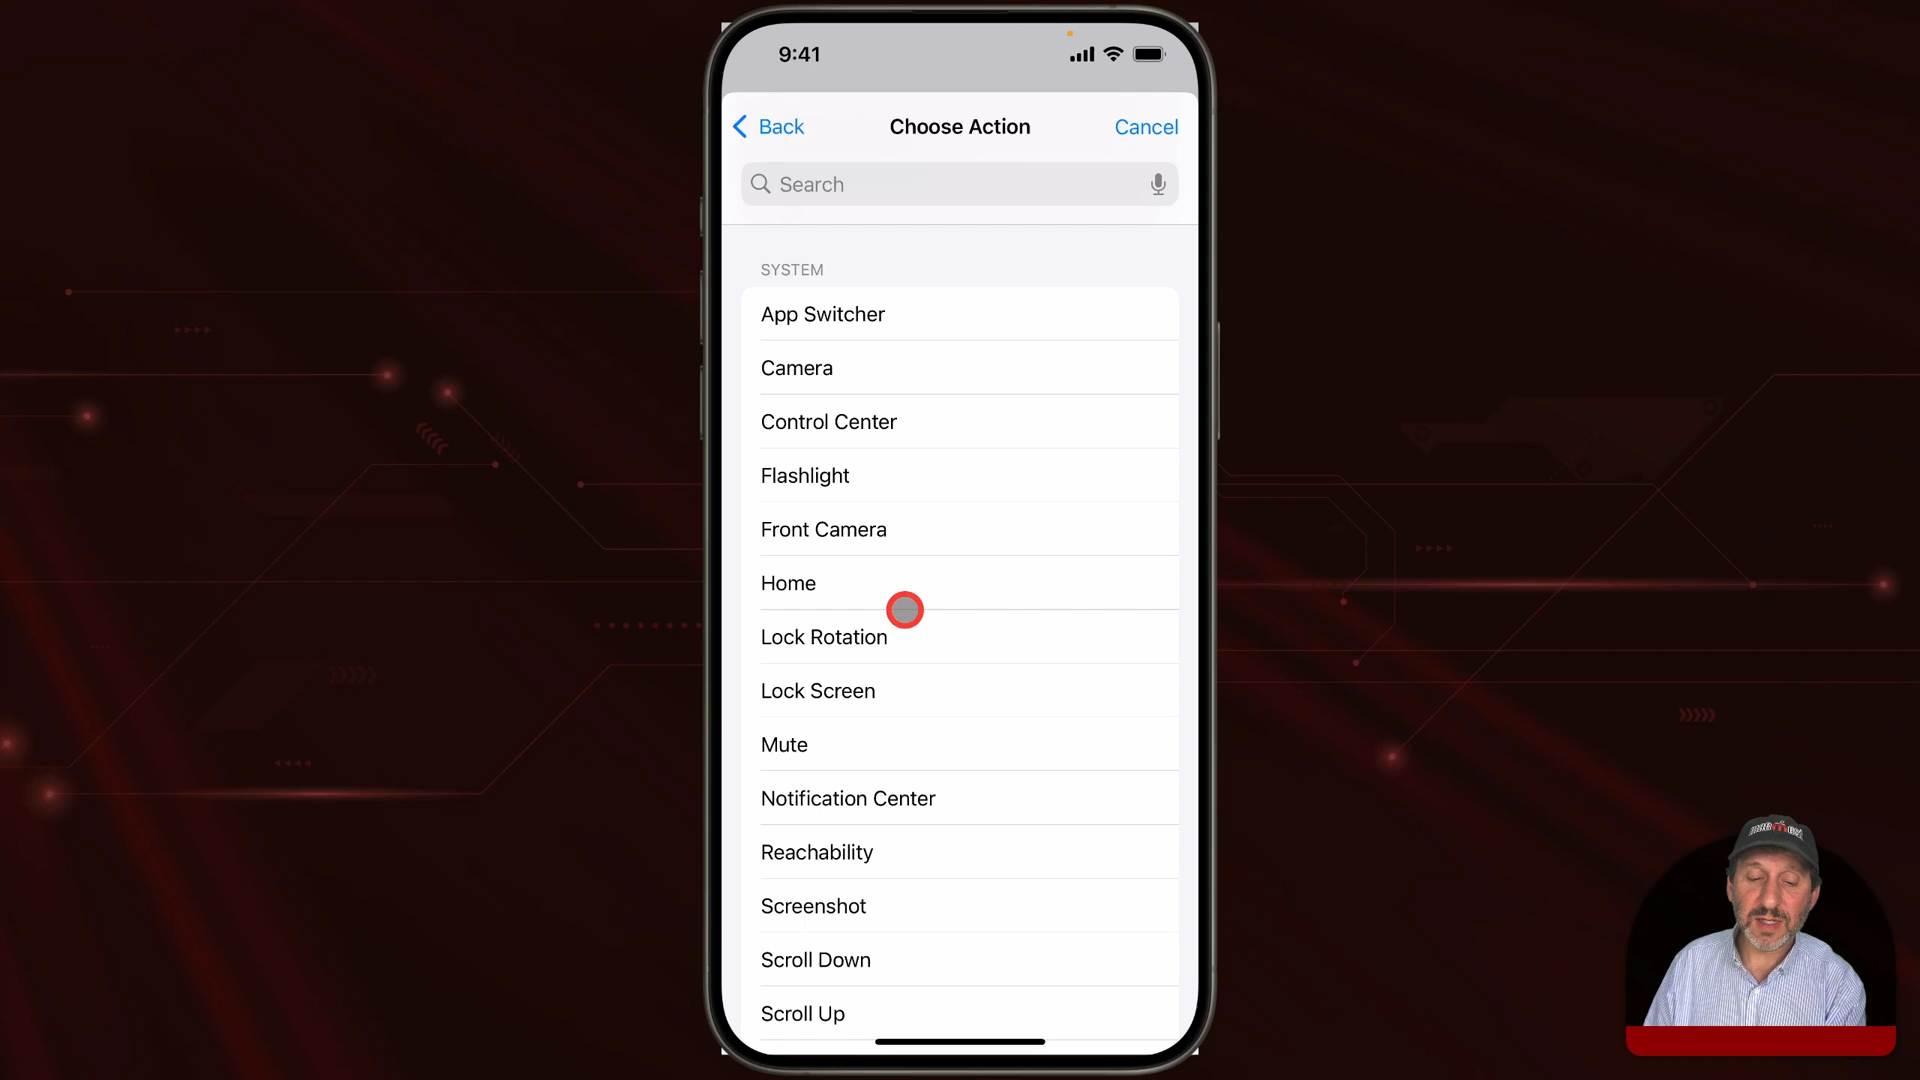 9:41
Back
Choose Action
Cancel
Search
SYSTEM
App Switcher
Camera
Control Center
Flashlight
Front Camera
Home
Lock Rotation
Lock Screen
Mute
Notification Center
Reachability
Screenshot
Scroll Down
Scroll Up